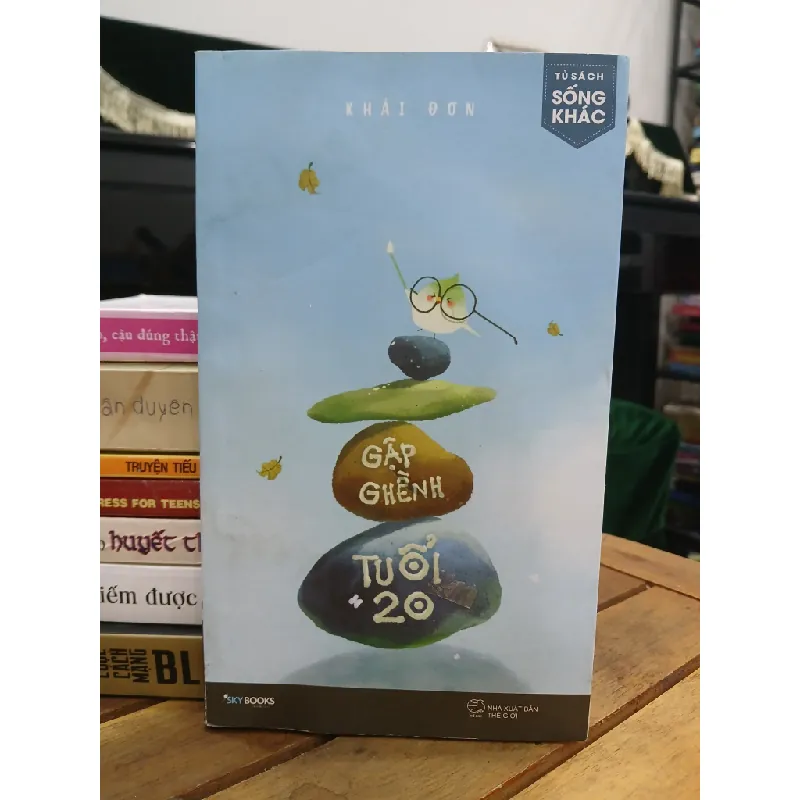 KHẢI ĐƠN
TỦ SÁCH
SỐNG
KHÁC
GẬP
GHỀNH
TUỔI
20
SKYBOOKS
NHÀ XUẤT BẢN
THẾ GIỚI
, cậu đúng thật
ân duyên
TRUYỆN TIẾU
RESS FOR TEENS
huyết
iếm được
CUỘC
CÁCH
MẠNG
BL